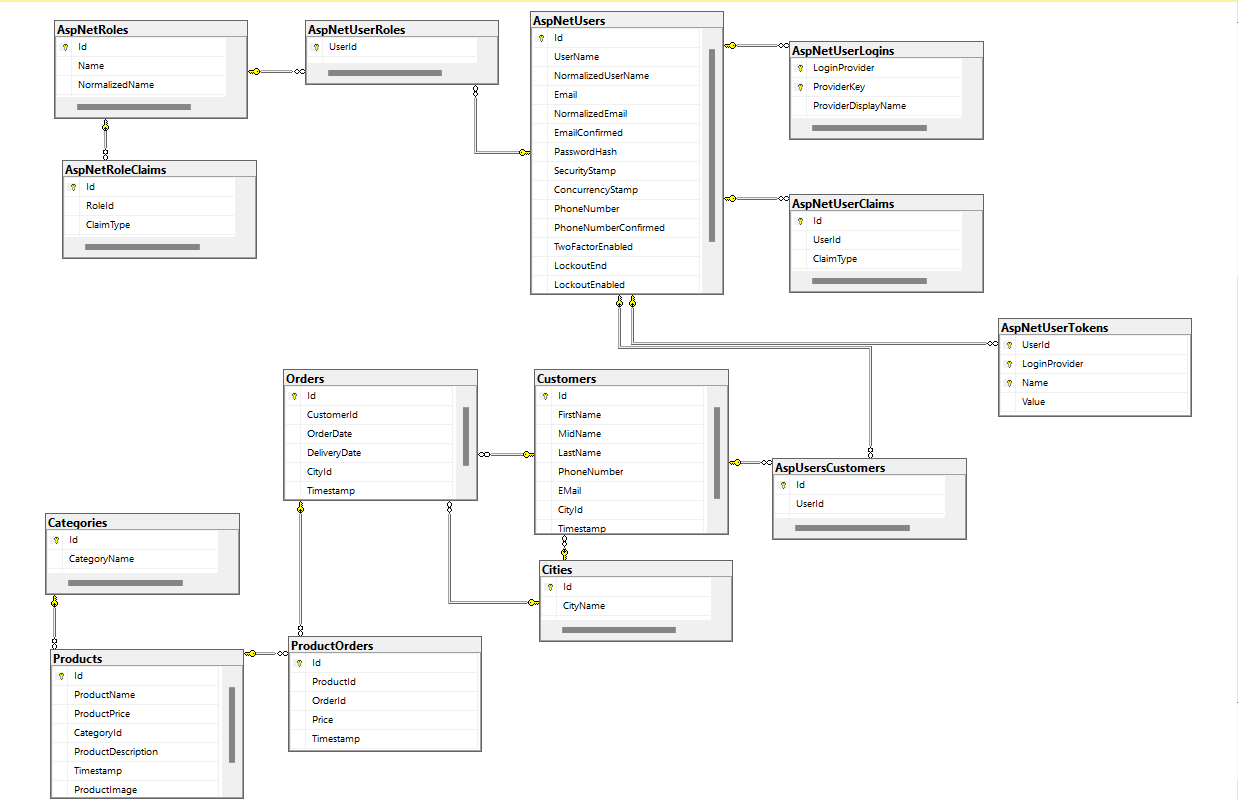 AspNetRoles
Id
Name
NormalizedName
AspNetUserRoles
UserId
AspNetUsers
Id
UserName
NormalizedUserName
Email
NormalizedEmail
EmailConfirmed
PasswordHash
SecurityStamp
ConcurrencyStamp
PhoneNumber
PhoneNumberConfirmed
TwoFactorEnabled
LockoutEnd
LockoutEnabled
AspNetUserLogins
LoginProvider
ProviderKey
ProviderDisplayName
AspNetRoleClaims
Id
RoleId
ClaimType
AspNetUserClaims
Id
UserId
ClaimType
AspNetUserTokens
UserId
LoginProvider
Name
Value
Orders
Id
CustomerId
OrderDate
DeliveryDate
CityId
Timestamp
Customers
Id
FirstName
MidName
LastName
PhoneNumber
EMail
CityId
Timestamp
AspUsersCustomers
Id
UserId
Categories
Id
CategoryName
Cities
Id
CityName
Products
Id
ProductName
ProductPrice
CategoryId
ProductDescription
Timestamp
ProductImage
ProductOrders
Id
ProductId
OrderId
Price
Timestamp